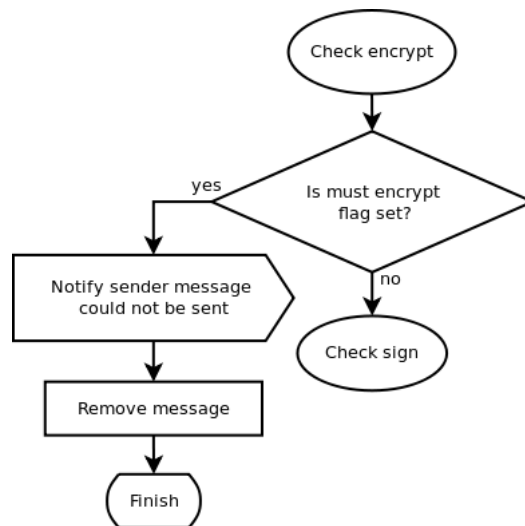 Check encrypt
Is must encrypt
flag set?
yes
no
Notify sender message
could not be sent
Check sign
Remove message
Finish